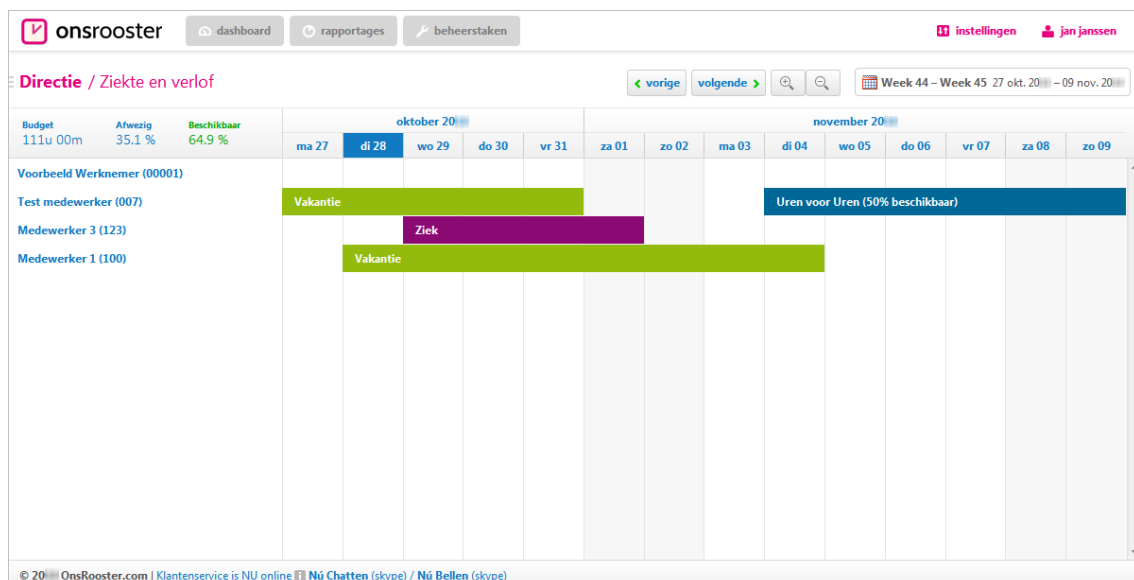 onsrooster dashboard rapportages beheerstaken instellingen jan janssen
Directie / Ziekte en verlof vorige volgende Week 44 – Week 45 27 okt. 20 – 09 nov. 20
Budget Afwezig Beschikbaar
111u 00m 35.1 % 64.9 %
oktober 20 november 20
ma 27 di 28 wo 29 do 30 vr 31 za 01 zo 02 ma 03 di 04 wo 05 do 06 vr 07 za 08 zo 09
Voorbeeld Werknemer (00001)
Test medewerker (007) Vakantie Uren voor Uren (50% beschikbaar)
Medewerker 3 (123) Ziek
Medewerker 1 (100) Vakantie
© 20 OnsRooster.com | Klantenservice is NU online Nú Chatten (skype) / Nú Bellen (skype)